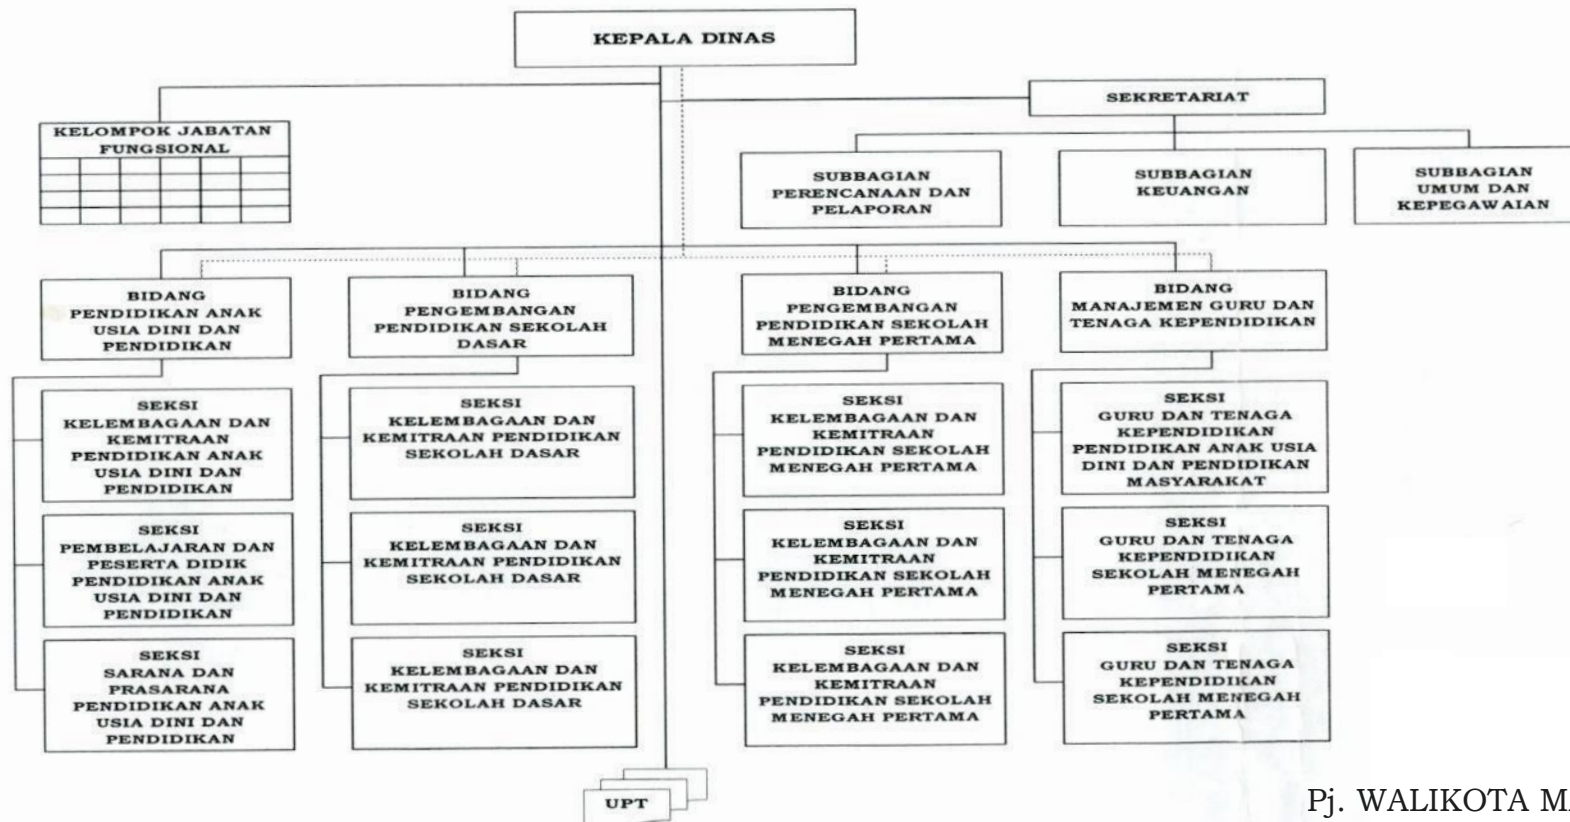 KEPALA DINAS
SEKRETARIAT
KELOMPOK JABATAN
FUNGSIONAL
SUBBAGIAN
PERENCANAAN DAN
PELAPORAN
SUBBAGIAN
KEUANGAN
SUBBAGIAN
UMUM DAN
KEPEGAWAIAN
BIDANG
PENDIDIKAN ANAK
USIA DINI DAN
PENDIDIKAN
BIDANG
PENGEMBANGAN
PENDIDIKAN SEKOLAH
DASAR
BIDANG
PENGEMBANGAN
PENDIDIKAN SEKOLAH
MENEGAH PERTAMA
BIDANG
MANAJEMEN GURU DAN
TENAGA KEPENDIDIKAN
SEKSI
KELEMBAGAAN DAN
KEMITRAAN
PENDIDIKAN ANAK
USIA DINI DAN
PENDIDIKAN
SEKSI
KELEMBAGAAN DAN
KEMITRAAN PENDIDIKAN
SEKOLAH DASAR
SEKSI
KELEMBAGAAN DAN
KEMITRAAN
PENDIDIKAN SEKOLAH
MENEGAH PERTAMA
SEKSI
GURU DAN TENAGA
KEPENDIDIKAN
PENDIDIKAN ANAK USIA
DINI DAN PENDIDIKAN
MASYARAKAT
SEKSI
PEMBELAJARAN DAN
PESERTA DIDIK
PENDIDIKAN ANAK
USIA DINI DAN
PENDIDIKAN
SEKSI
KELEMBAGAAN DAN
KEMITRAAN PENDIDIKAN
SEKOLAH DASAR
SEKSI
KELEMBAGAAN DAN
KEMITRAAN
PENDIDIKAN SEKOLAH
MENEGAH PERTAMA
SEKSI
GURU DAN TENAGA
KEPENDIDIKAN
SEKOLAH MENEGAH
PERTAMA
SEKSI
SARANA DAN
PRASARANA
PENDIDIKAN ANAK
USIA DINI DAN
PENDIDIKAN
SEKSI
KELEMBAGAAN DAN
KEMITRAAN PENDIDIKAN
SEKOLAH DASAR
SEKSI
KELEMBAGAAN DAN
KEMITRAAN
PENDIDIKAN SEKOLAH
MENEGAH PERTAMA
SEKSI
GURU DAN TENAGA
KEPENDIDIKAN
SEKOLAH MENEGAH
PERTAMA
UPT
Pj. WALIKOTA